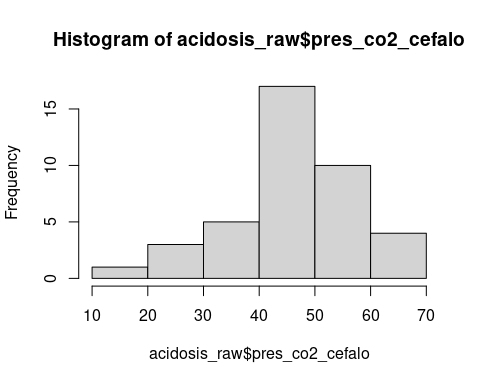 Histogram of acidosis_raw$pres_co2_cefalo
Frequency
15
10
5
0
10 20 30 40 50 60 70
acidosis_raw$pres_co2_cefalo